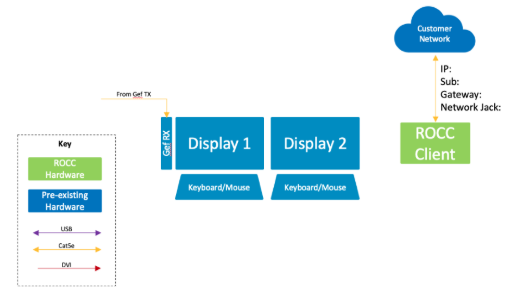 Customer
Network
IP:
Sub:
Gateway:
Network Jack:
From Gef TX
Gef RX
Display 1
Display 2
ROCC
Client
Keyboard/Mouse
Keyboard/Mouse
Key
ROCC
Hardware
Pre-existing
Hardware
USB
Cat5e
DVI